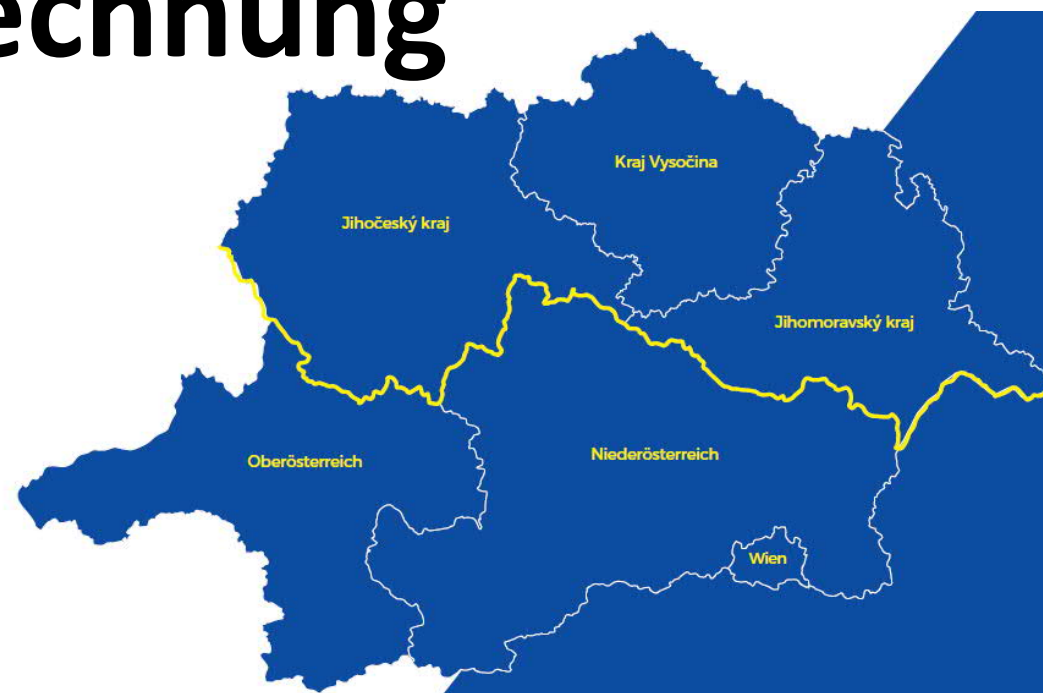 echnung
Kraj Vysočina
Jihočeský kraj
Jihomoravský kraj
Niederösterreich
Oberösterreich
Wien